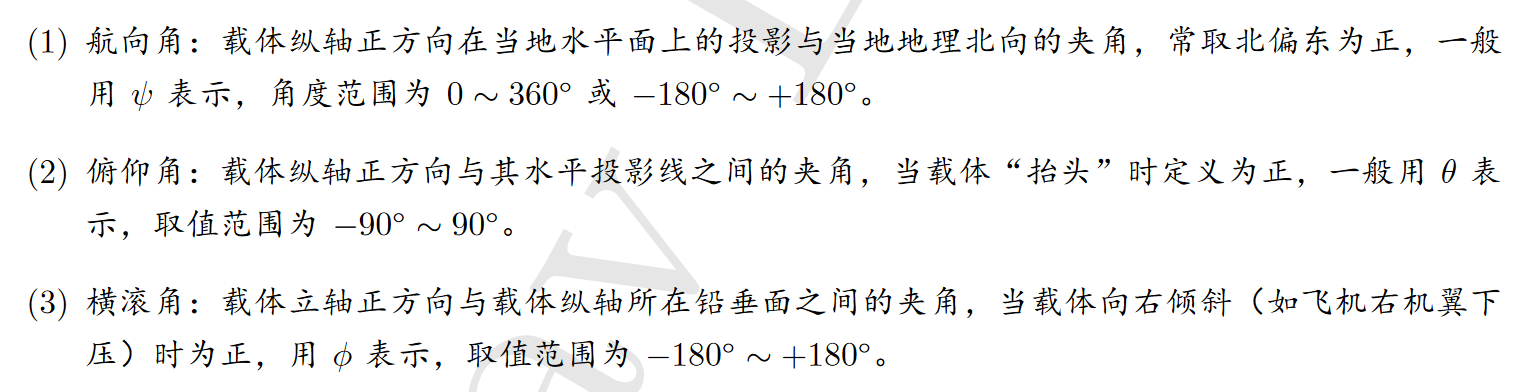 (1) 航向角：载体纵轴正方向在当地水平面上的投影与当地地理北向的夹角，常取北偏东为正，一般
用 ψ 表示，角度范围为 0 ∼ 360° 或 −180° ∼ +180°。
(2) 俯仰角：载体纵轴正方向与其水平投影线之间的夹角，当载体“抬头”时定义为正，一般用 θ 表
示，取值范围为 −90° ∼ 90°。
(3) 横滚角：载体立轴正方向与载体纵轴所在铅垂面之间的夹角，当载体向右倾斜（如飞机右机翼下
压）时为正，用 ϕ 表示，取值范围为 −180° ∼ +180°。